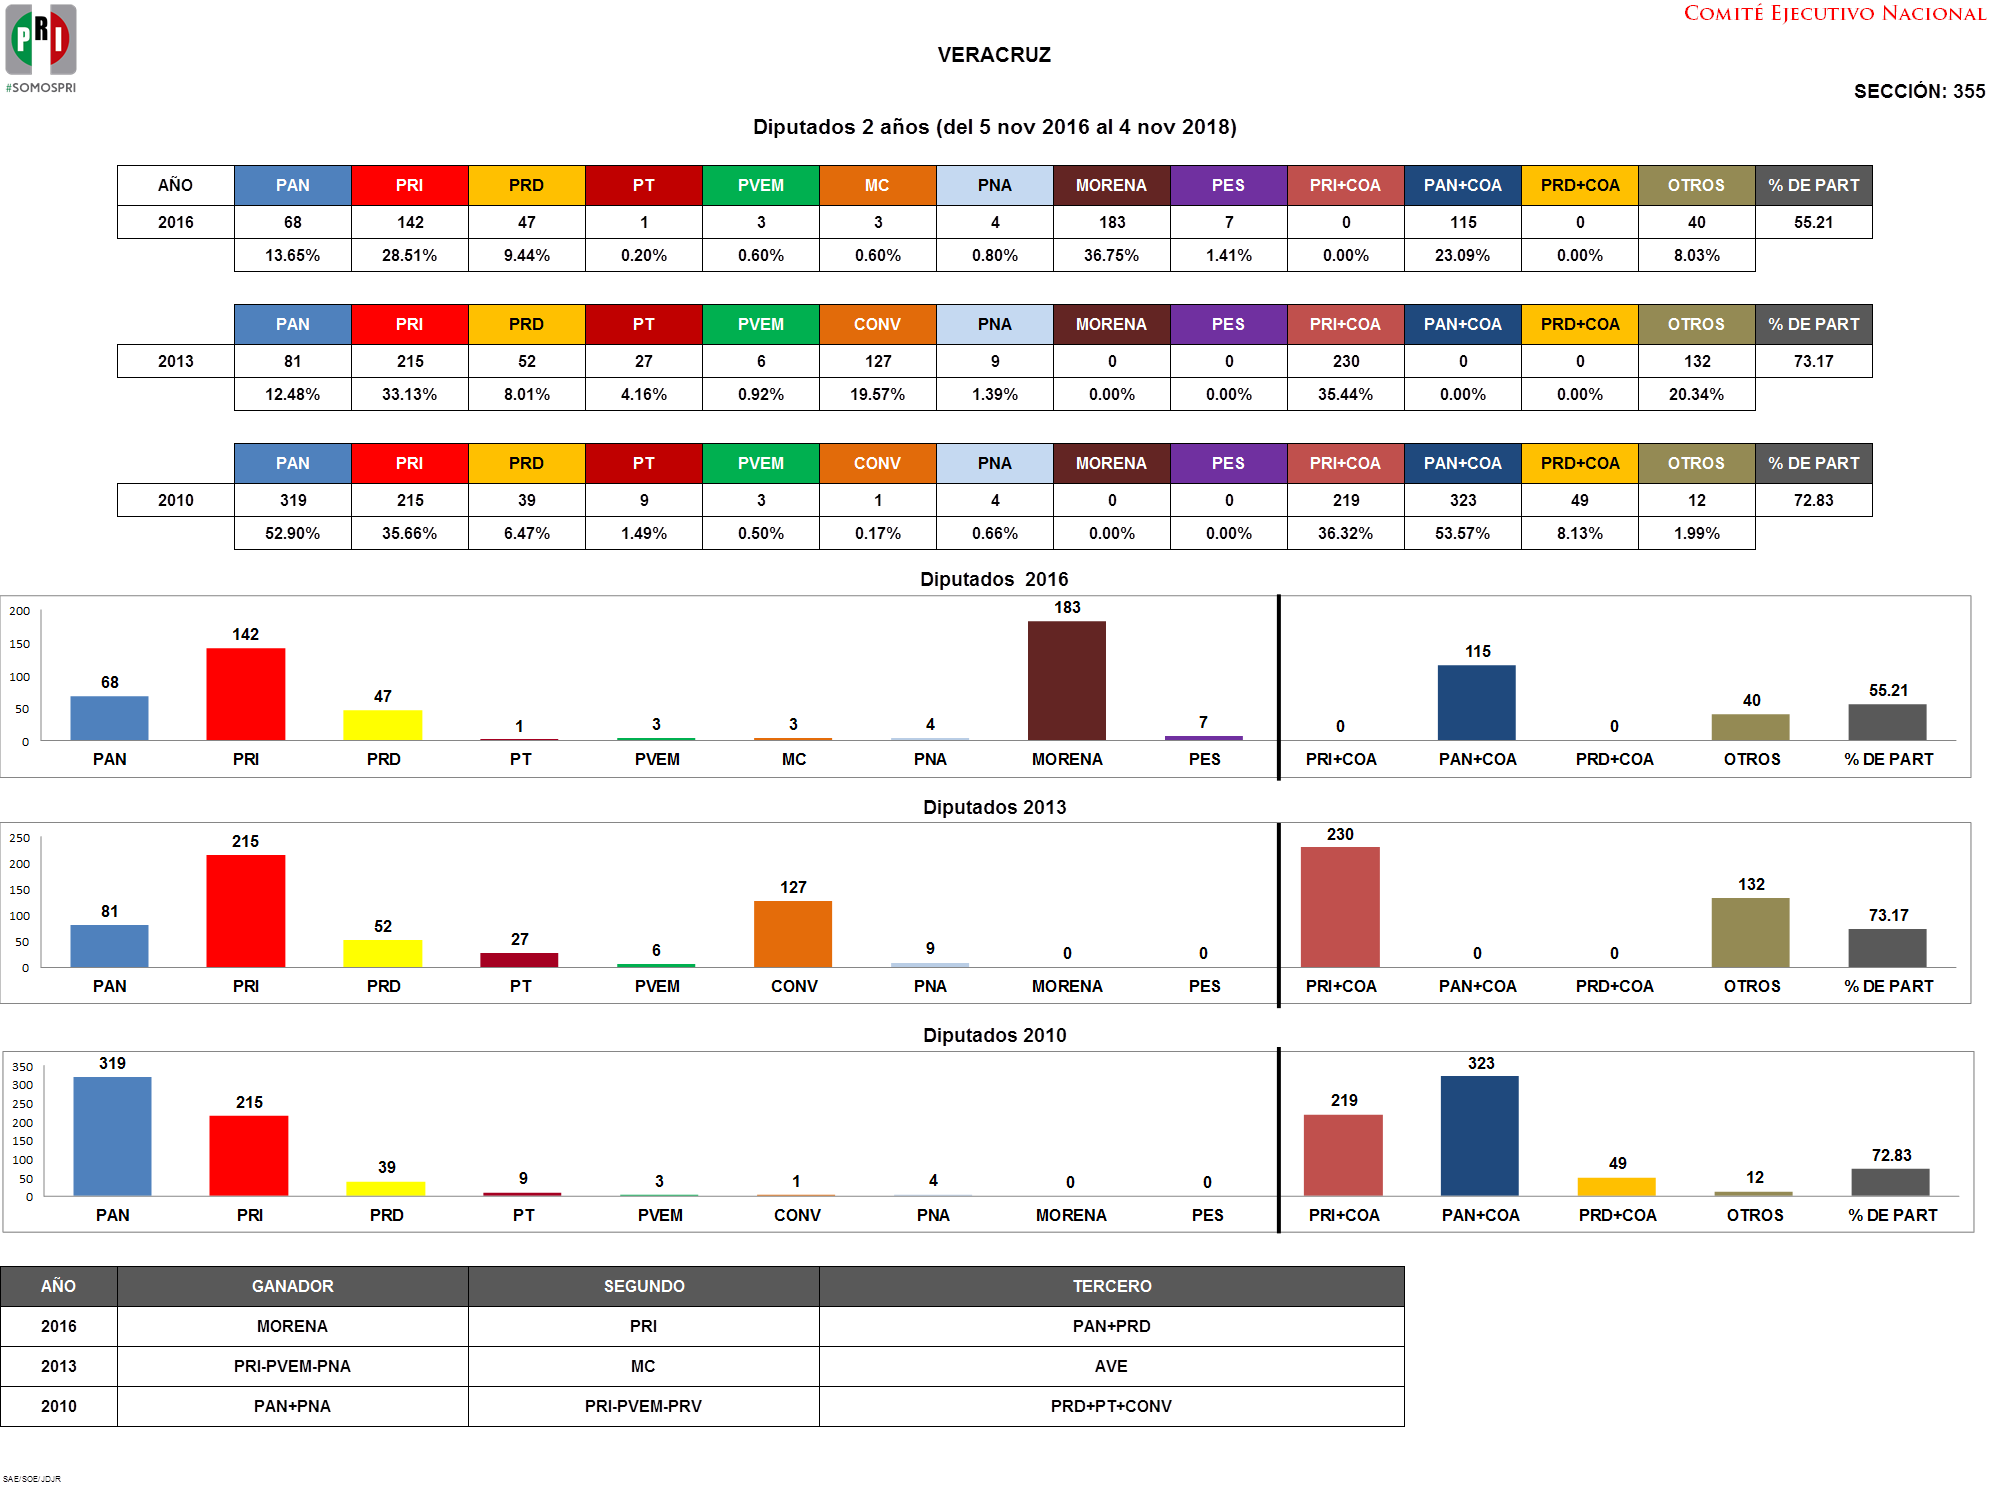 PRI
#SOMOSPRI
COMITÉ EJECUTIVO NACIONAL
VERACRUZ
SECCIÓN: 355
Diputados 2 años (del 5 nov 2016 al 4 nov 2018)
AÑO PAN PRI PRD PT PVEM MC PNA MORENA PES PRI+COA PAN+COA PRD+COA OTROS % DE PART
2016 68 142 47 1 3 3 4 183 7 0 115 0 40 55.21
13.65% 28.51% 9.44% 0.20% 0.60% 0.60% 0.80% 36.75% 1.41% 0.00% 23.09% 0.00% 8.03%
PAN PRI PRD PT PVEM CONV PNA MORENA PES PRI+COA PAN+COA PRD+COA OTROS % DE PART
2013 81 215 52 27 6 127 9 0 0 230 0 0 132 73.17
12.48% 33.13% 8.01% 4.16% 0.92% 19.57% 1.39% 0.00% 0.00% 35.44% 0.00% 0.00% 20.34%
PAN PRI PRD PT PVEM CONV PNA MORENA PES PRI+COA PAN+COA PRD+COA OTROS % DE PART
2010 319 215 39 9 3 1 4 0 0 219 323 49 12 72.83
52.90% 35.66% 6.47% 1.49% 0.50% 0.17% 0.66% 0.00% 0.00% 36.32% 53.57% 8.13% 1.99%
Diputados 2016
200
150
100
50
0
68 142 47 1 3 3 4 183 7 0 115 0 40 55.21
PAN PRI PRD PT PVEM MC PNA MORENA PES PRI+COA PAN+COA PRD+COA OTROS % DE PART
Diputados 2013
250
200
150
100
50
0
81 215 52 27 6 127 9 0 0 230 0 0 132 73.17
PAN PRI PRD PT PVEM CONV PNA MORENA PES PRI+COA PAN+COA PRD+COA OTROS % DE PART
Diputados 2010
350
300
250
200
150
100
50
0
319 215 39 9 3 1 4 0 0 219 323 49 12 72.83
PAN PRI PRD PT PVEM CONV PNA MORENA PES PRI+COA PAN+COA PRD+COA OTROS % DE PART
AÑO GANADOR SEGUNDO TERCERO
2016 MORENA PRI PAN+PRD
2013 PRI-PVEM-PNA MC AVE
2010 PAN+PNA PRI-PVEM-PRV PRD+PT+CONV
SAE/SOE/JDJR